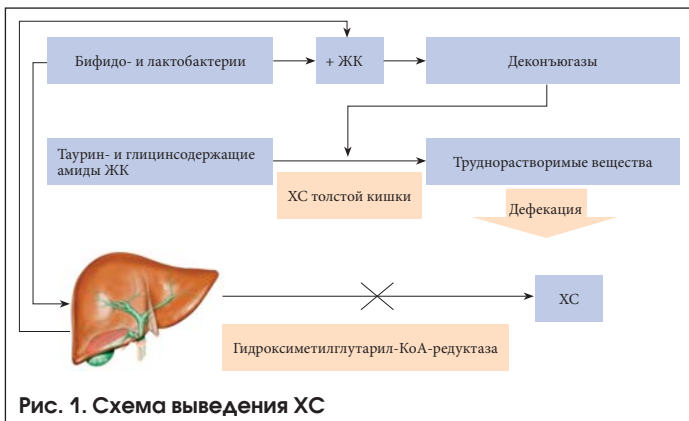 Бифидо- и лактобактерии
+ ЖК
Деконъюгазы
Таурин- и глицинсодержащие
амиды ЖК
Труднорастворимые вещества
ХС толстой кишки
Дефекация
ХС
Гидроксиметилглутарил-КоА-редуктаза
Рис. 1. Схема выведения ХС